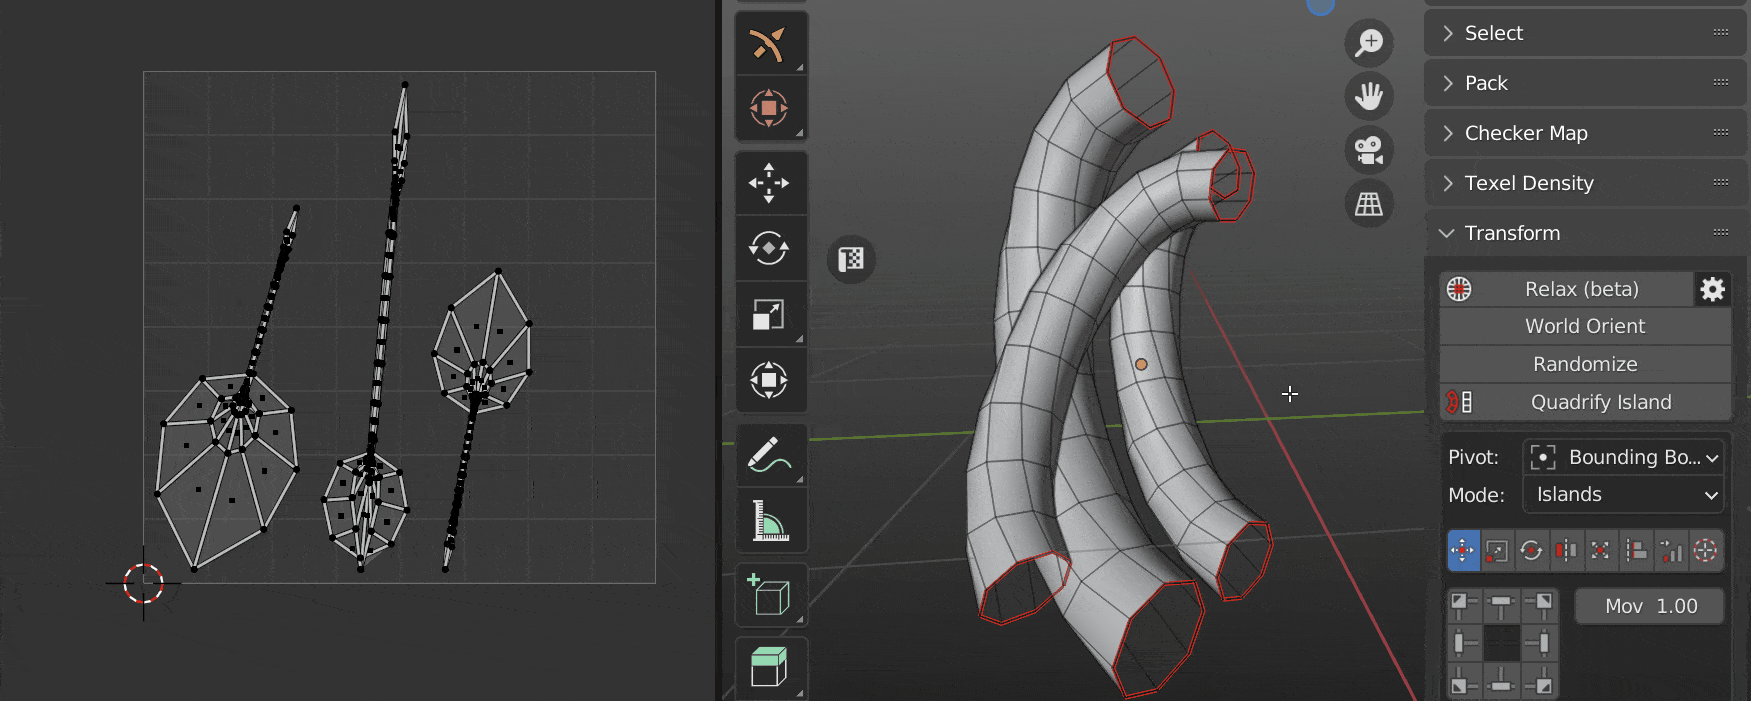 Select
Pack
Checker Map
Texel Density
Transform
Relax (beta)
World Orient
Randomize
Quadrify Island
Pivot: Bounding Bo...
Mode: Islands
Mov 1.00